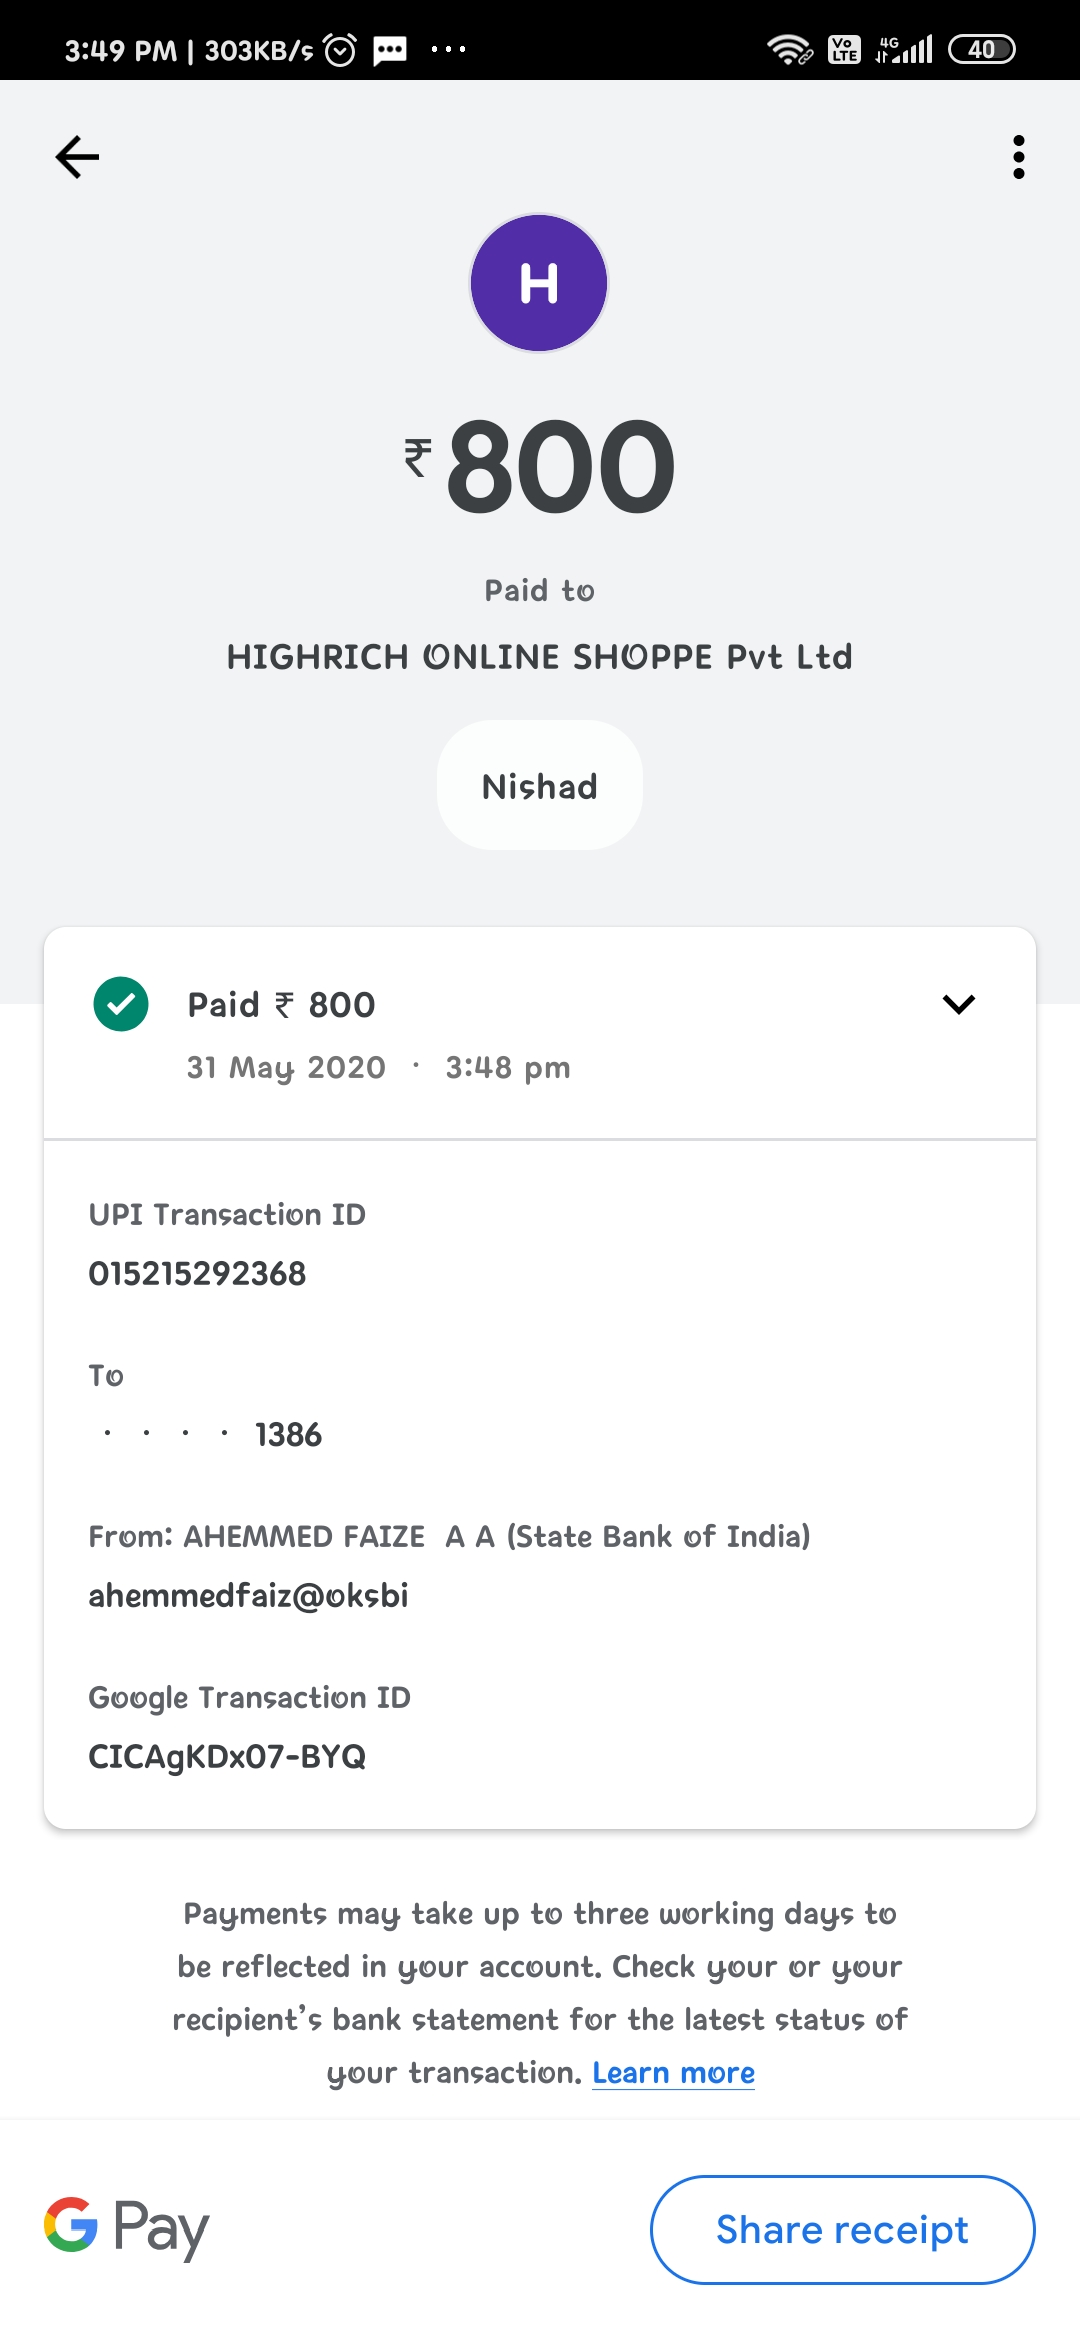 3:49 PM | 303KB/s
Vo LTE
4G
40
H
₹800
Paid to
HIGHRICH ONLINE SHOPPE Pvt Ltd
Nishad
Paid ₹ 800
31 May 2020 · 3:48 pm
UPI Transaction ID
015215292368
To
· · · · 1386
From: AHEMMED FAIZE  A A (State Bank of India)
ahemmedfaiz@oksbi
Google Transaction ID
CICAgKDx07-BYQ
Payments may take up to three working days to
be reflected in your account. Check your or your
recipient's bank statement for the latest status of
your transaction. Learn more
G Pay
Share receipt